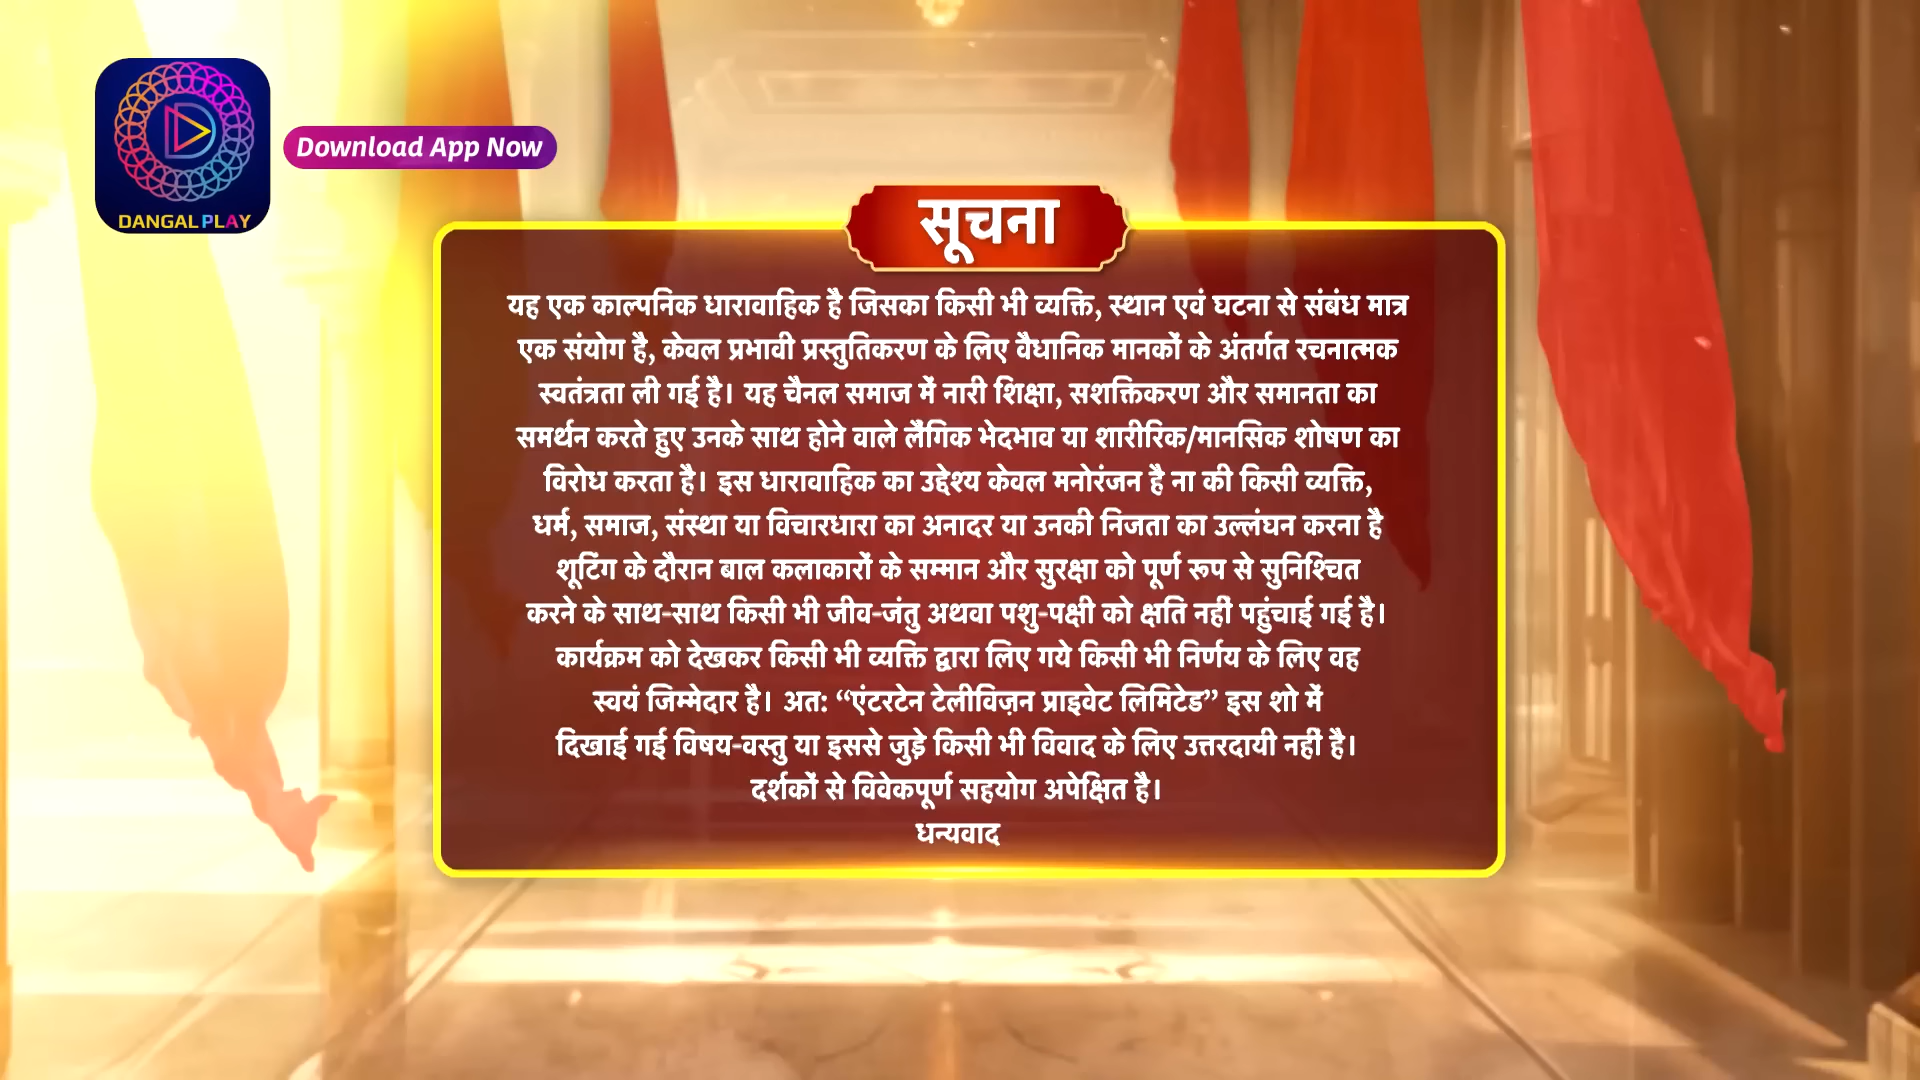 DANGAL PLAY
Download App Now
सूचना
यह एक काल्पनिक धारावाहिक है जिसका किसी भी व्यक्ति, स्थान एवं घटना से संबंध मात्र
एक संयोग है, केवल प्रभावी प्रस्तुतिकरण के लिए वैधानिक मानकों के अंतर्गत रचनात्मक
स्वतंत्रता ली गई है। यह चैनल समाज में नारी शिक्षा, सशक्तिकरण और समानता का
समर्थन करते हुए उनके साथ होने वाले लैंगिक भेदभाव या शारीरिक/मानसिक शोषण का
विरोध करता है। इस धारावाहिक का उद्देश्य केवल मनोरंजन है ना की किसी व्यक्ति,
धर्म, समाज, संस्था या विचारधारा का अनादर या उनकी निजता का उल्लंघन करना है
शूटिंग के दौरान बाल कलाकारों के सम्मान और सुरक्षा को पूर्ण रूप से सुनिश्चित
करने के साथ-साथ किसी भी जीव-जंतु अथवा पशु-पक्षी को क्षति नहीं पहुंचाई गई है।
कार्यक्रम को देखकर किसी भी व्यक्ति द्वारा लिए गये किसी भी निर्णय के लिए वह
स्वयं जिम्मेदार है। अत: “एंटरटेन टेलीविज़न प्राइवेट लिमिटेड” इस शो में
दिखाई गई विषय-वस्तु या इससे जुड़े किसी भी विवाद के लिए उत्तरदायी नहीं है।
दर्शकों से विवेकपूर्ण सहयोग अपेक्षित है।
धन्यवाद